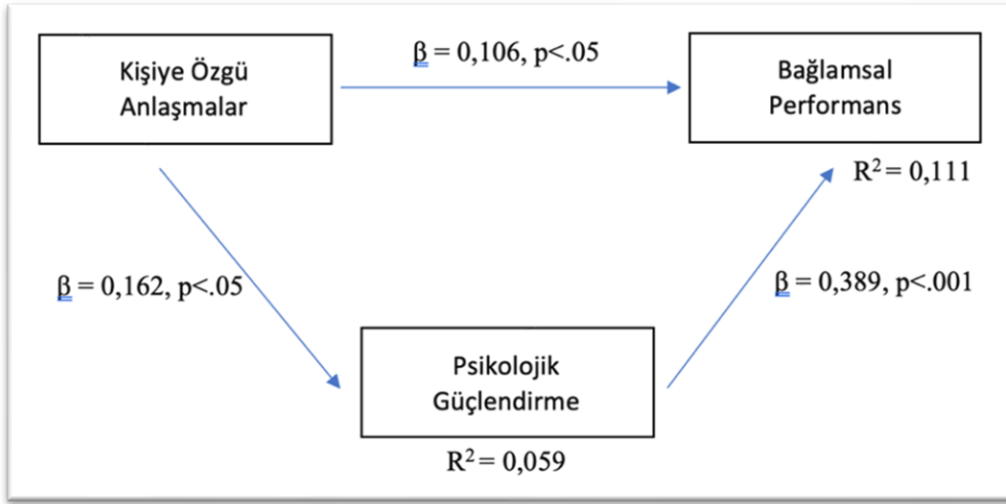 Kişiye Özgü
Anlaşmalar
β = 0,106, p<.05
Bağlamsal
Performans
R² = 0,111
β = 0,162, p<.05
β = 0,389, p<.001
Psikolojik
Güçlendirme
R² = 0,059